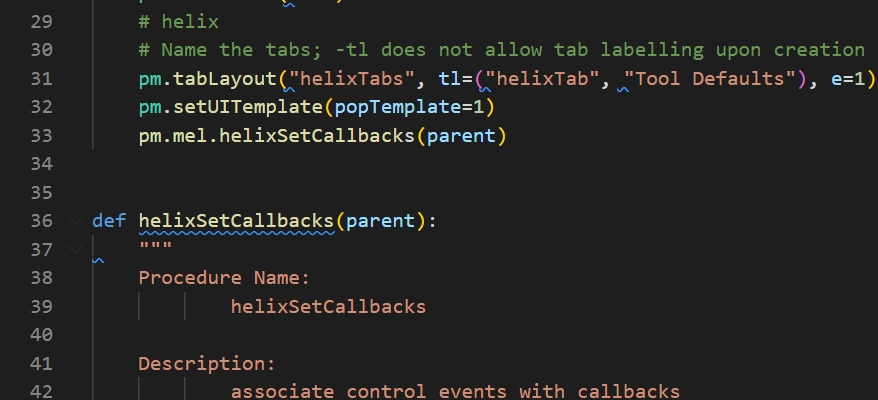 29 # helix
30 # Name the tabs; -tl does not allow tab labelling upon creation
31 pm.tabLayout("helixTabs", tl=("helixTab", "Tool Defaults"), e=1)
32 pm.setUITemplate(popTemplate=1)
33 pm.mel.helixSetCallbacks(parent)
34
35
36 def helixSetCallbacks(parent):
37 """
38 Procedure Name:
39 helixSetCallbacks
40
41 Description:
42 associate control events with callbacks